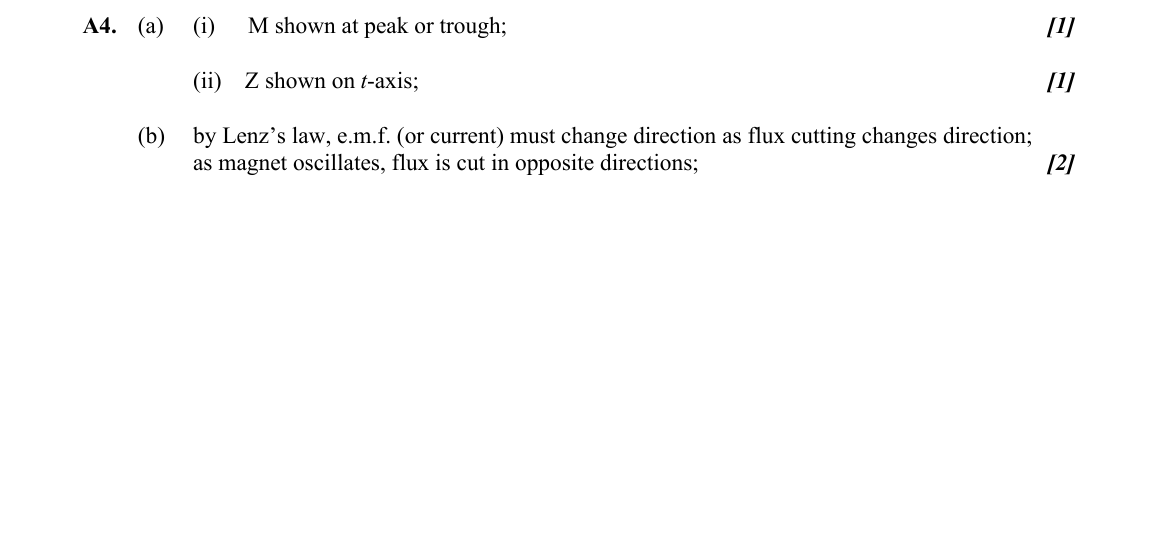 A4. (a) (i) M shown at peak or trough; [1]
(ii) Z shown on t-axis; [1]
(b) by Lenz’s law, e.m.f. (or current) must change direction as flux cutting changes direction;
as magnet oscillates, flux is cut in opposite directions; [2]